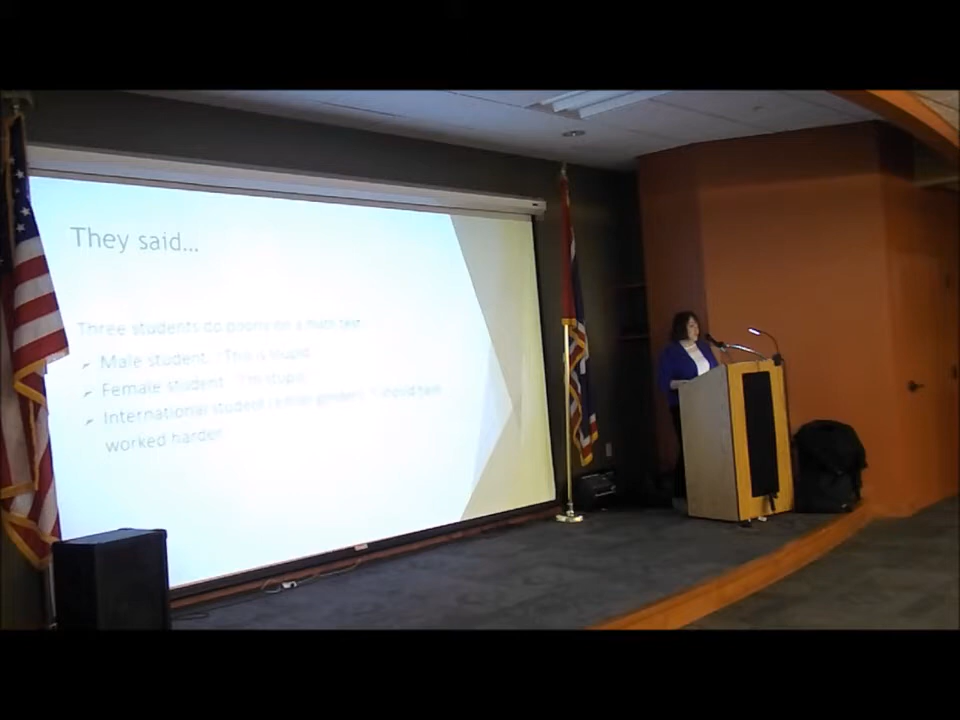 They said...
Three students do poorly on a math test
Male student: "This is stupid
Female student: "I'm stupid
International student (either gender): "I should have
worked harder